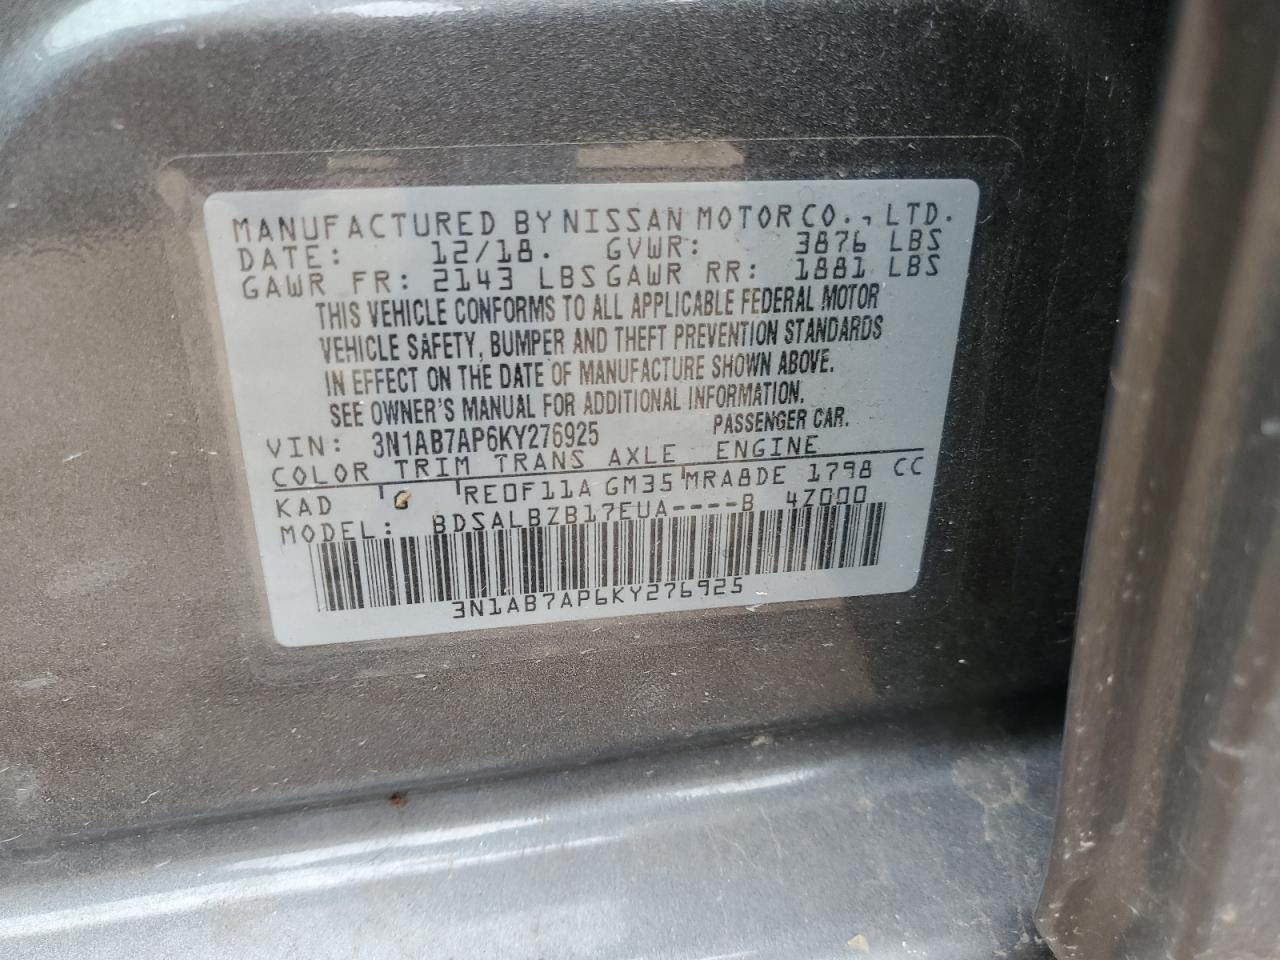 MANUFACTURED BY NISSAN MOTOR CO., LTD.
DATE: 12/18. GVWR: 3876 LBS
GAWR FR: 2143 LBS GAWR RR: 1881 LBS
THIS VEHICLE CONFORMS TO ALL APPLICABLE FEDERAL MOTOR
VEHICLE SAFETY, BUMPER AND THEFT PREVENTION STANDARDS
IN EFFECT ON THE DATE OF MANUFACTURE SHOWN ABOVE.
SEE OWNER'S MANUAL FOR ADDITIONAL INFORMATION.
VIN: 3N1AB7AP6KY276925 PASSENGER CAR.
COLOR TRIM TRANS AXLE ENGINE
KAD G RE0F11A GM35 MRA8DE 1798 CC
MODEL: BDSALBZB17EUA----B 4Z000
3N1AB7AP6KY276925